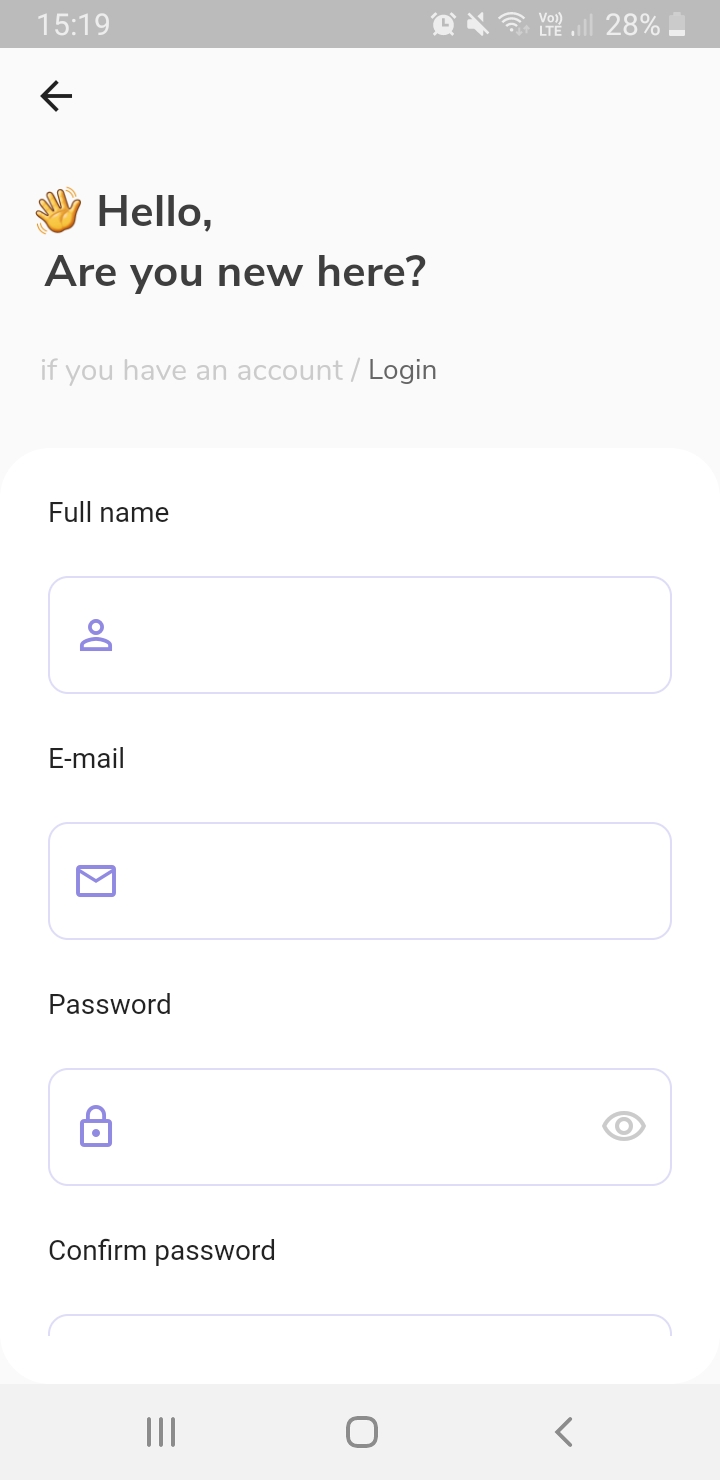 15:19 Vo)) LTE 28%
👋 Hello,
Are you new here?
if you have an account / Login
Full name
E-mail
Password
Confirm password